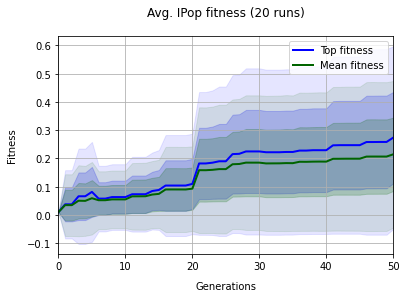 Avg. IPop fitness (20 runs)
Top fitness
Mean fitness
Fitness
0.6
0.5
0.4
0.3
0.2
0.1
0.0
−0.1
0 10 20 30 40 50
Generations